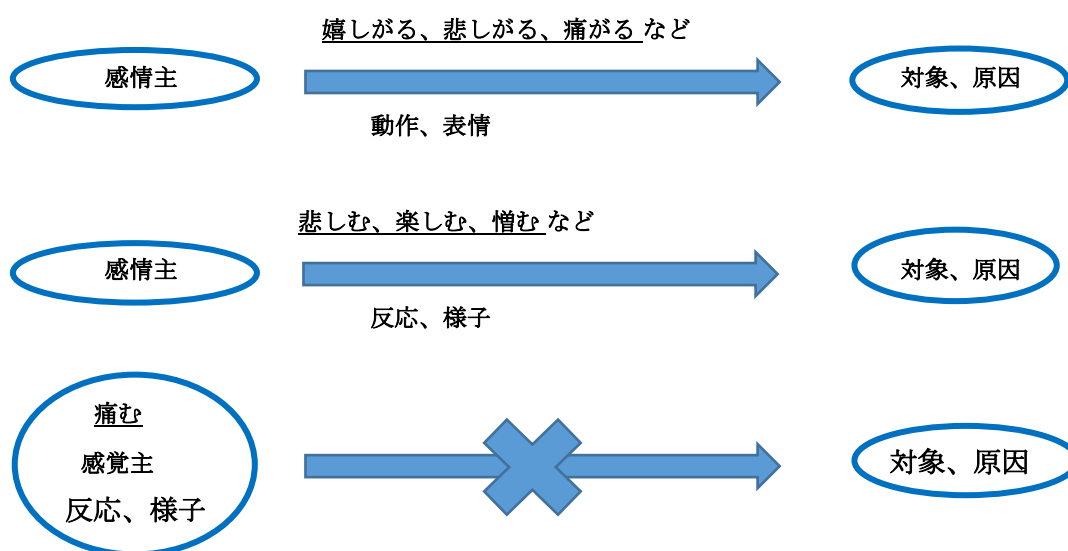 嬉しがる、悲しがる、痛がる など
感情主
対象、原因
動作、表情
悲しむ、楽しむ、憎む など
感情主
対象、原因
反応、様子
痛む
感覚主
対象、原因
反応、様子